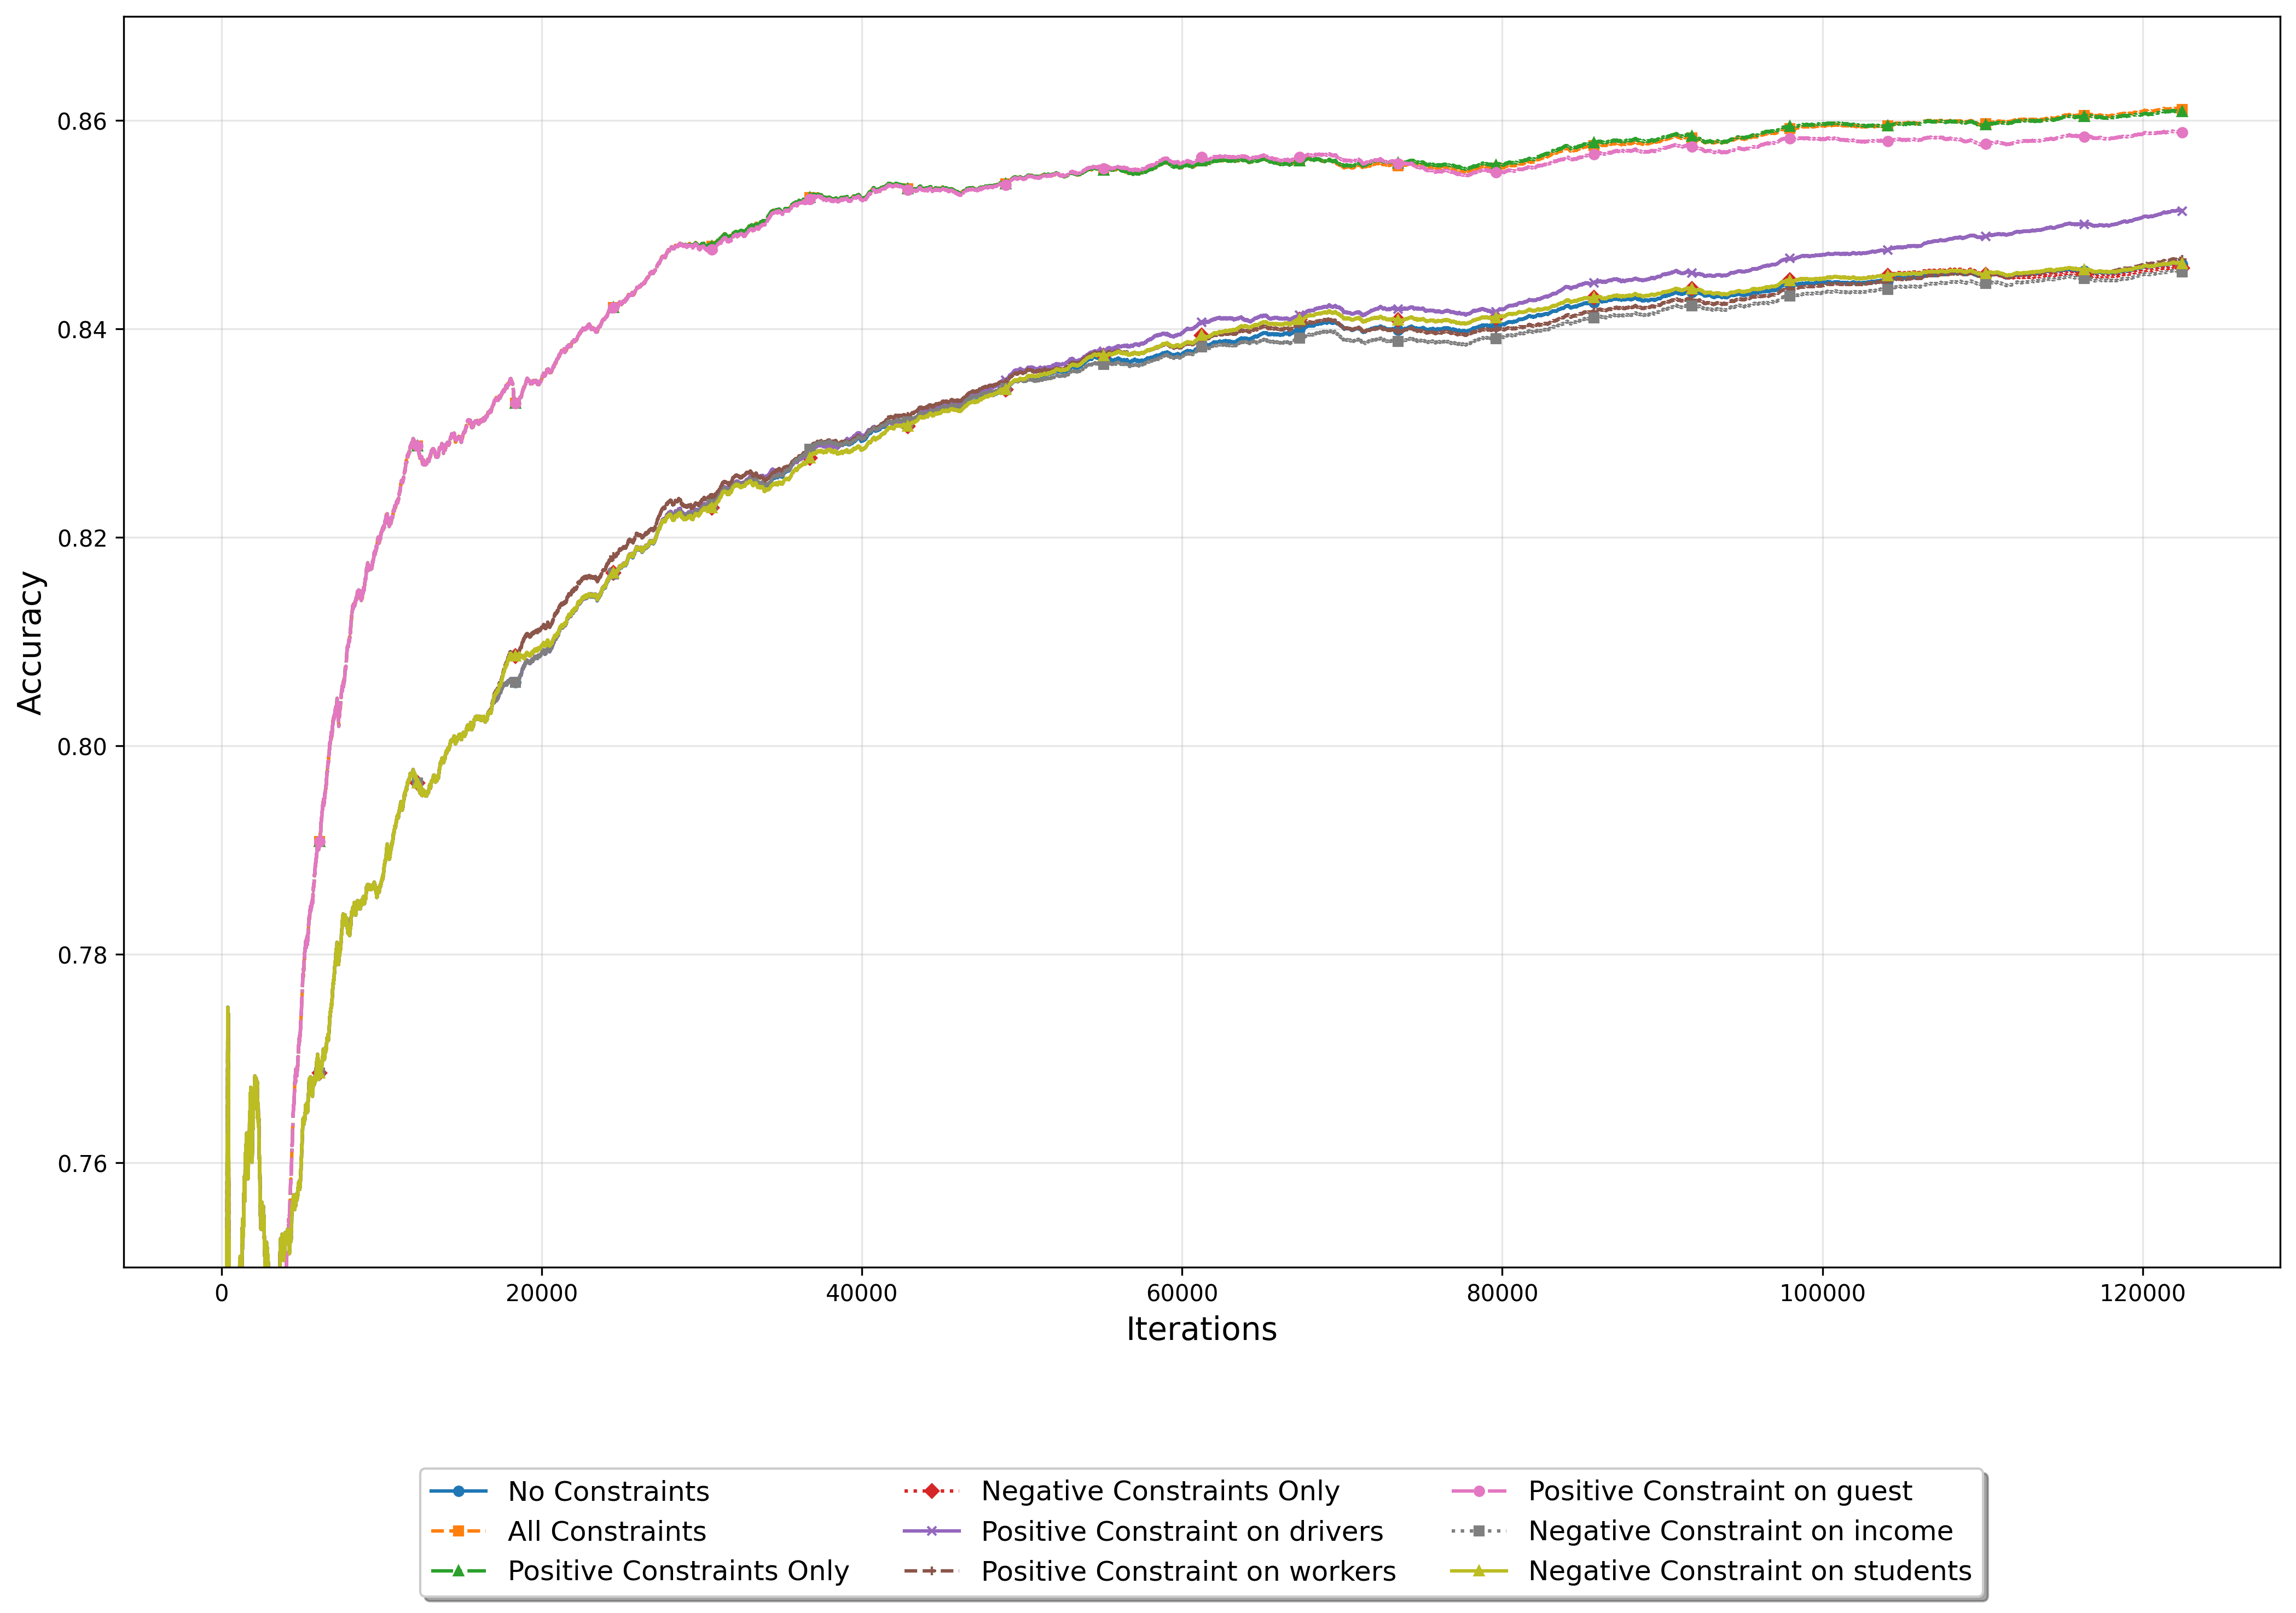 0.86
0.84
0.82
0.80
0.78
0.76
Accuracy
0 20000 40000 60000 80000 100000 120000
Iterations
No Constraints
All Constraints
Positive Constraints Only
Negative Constraints Only
Positive Constraint on drivers
Positive Constraint on workers
Positive Constraint on guest
Negative Constraint on income
Negative Constraint on students